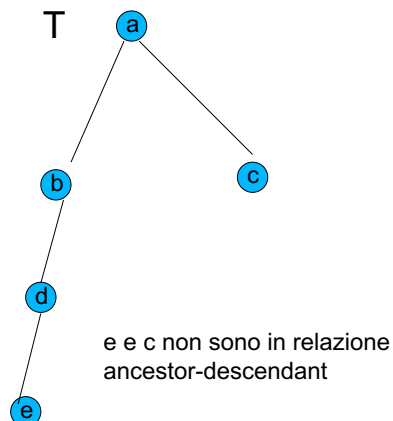 T
a
b
c
d
e e c non sono in relazione
ancestor-descendant
e